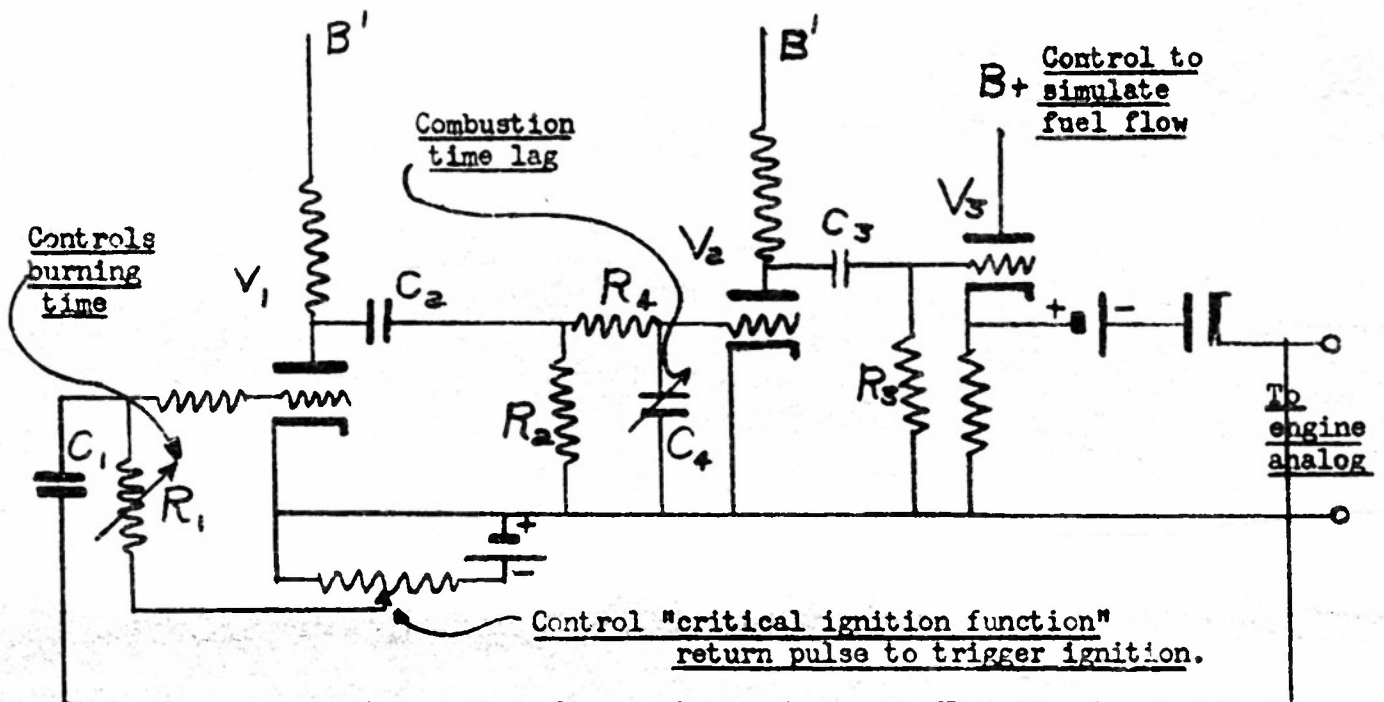 B'
B'
B+
Control to
simulate
fuel flow
Combustion
time lag
Controls
burning
time
V1
C2
R4
V2
C3
V3
+ -
C1
R1
R2
C4
R3
To
engine
analog
+
-
Control "critical ignition function"
return pulse to trigger ignition.